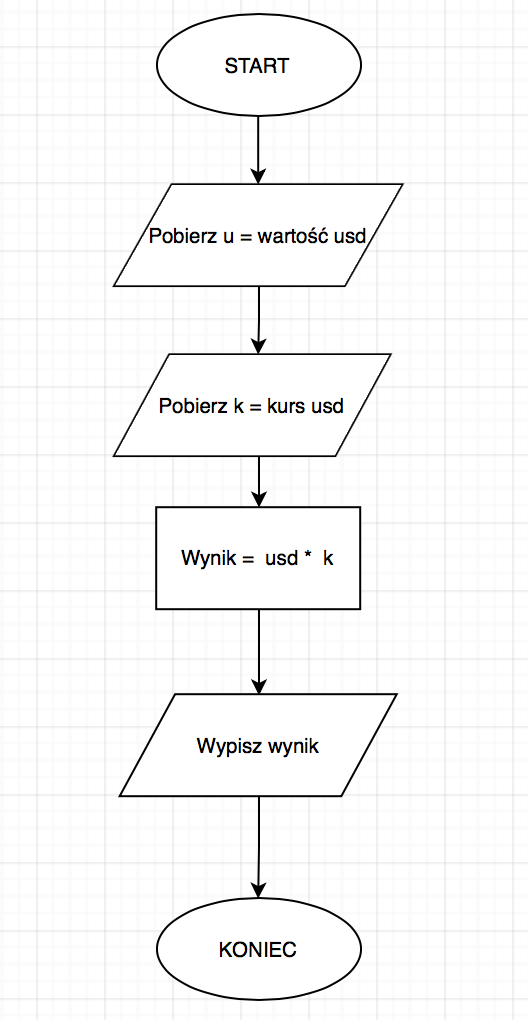 START
Pobierz u = wartość usd
Pobierz k = kurs usd
Wynik = usd * k
Wypisz wynik
KONIEC